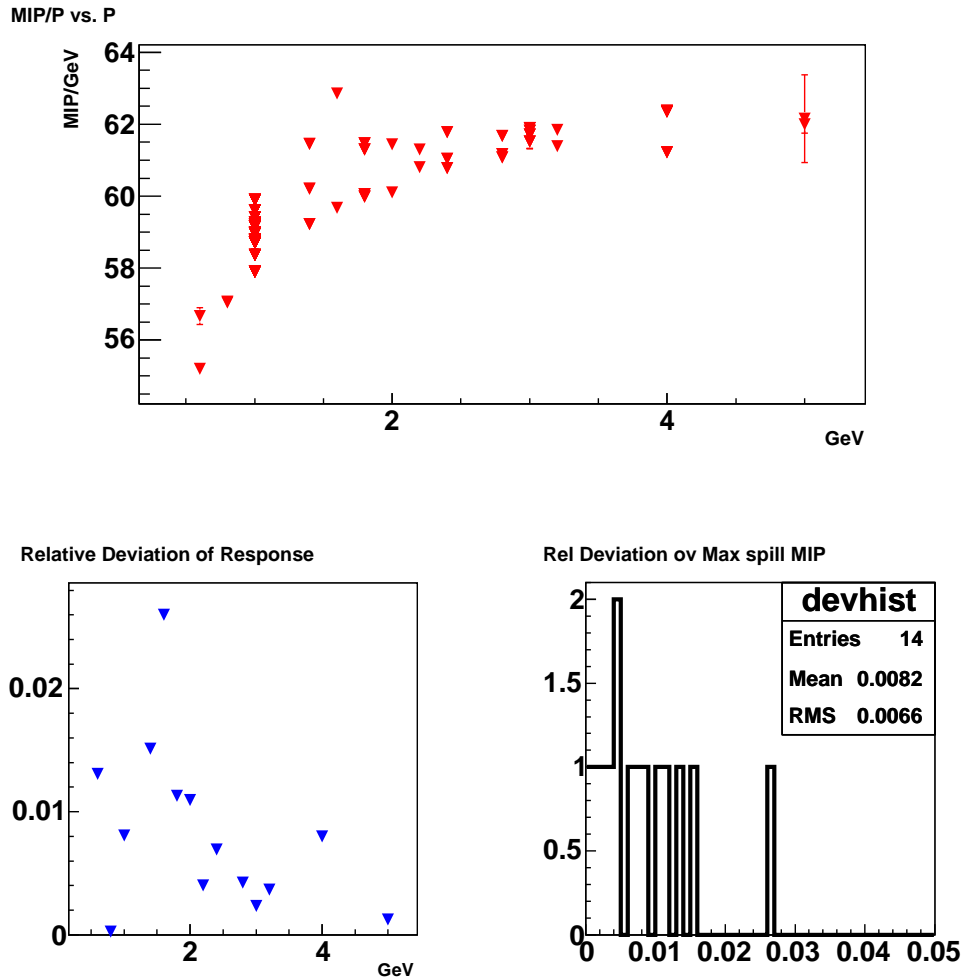 MIP/P vs. P
MIP/GeV
64
62
60
58
56
2
4
GeV
Relative Deviation of Response
0.02
0.01
0
2
4
GeV
Rel Deviation ov Max spill MIP
2
1.5
1
0.5
0
0
0.01
0.02
0.03
0.04
0.05
devhist
Entries 14
Mean 0.0082
RMS 0.0066